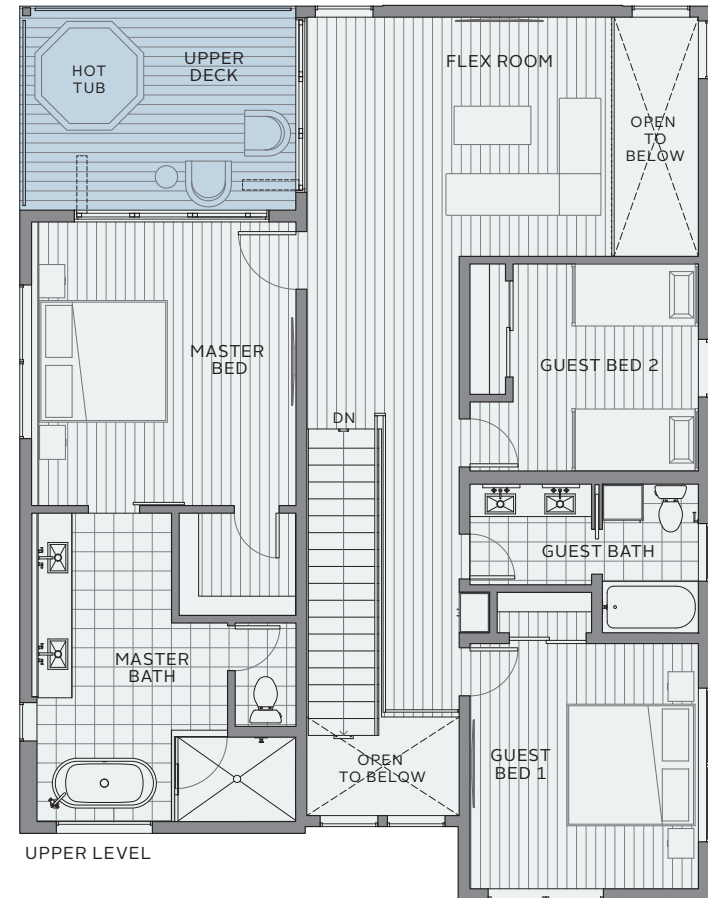 HOT
TUB
UPPER
DECK
FLEX ROOM
OPEN
TO
BELOW
MASTER
BED
GUEST BED 2
DN
GUEST BATH
MASTER
BATH
OPEN
TO BELOW
GUEST
BED 1
UPPER LEVEL